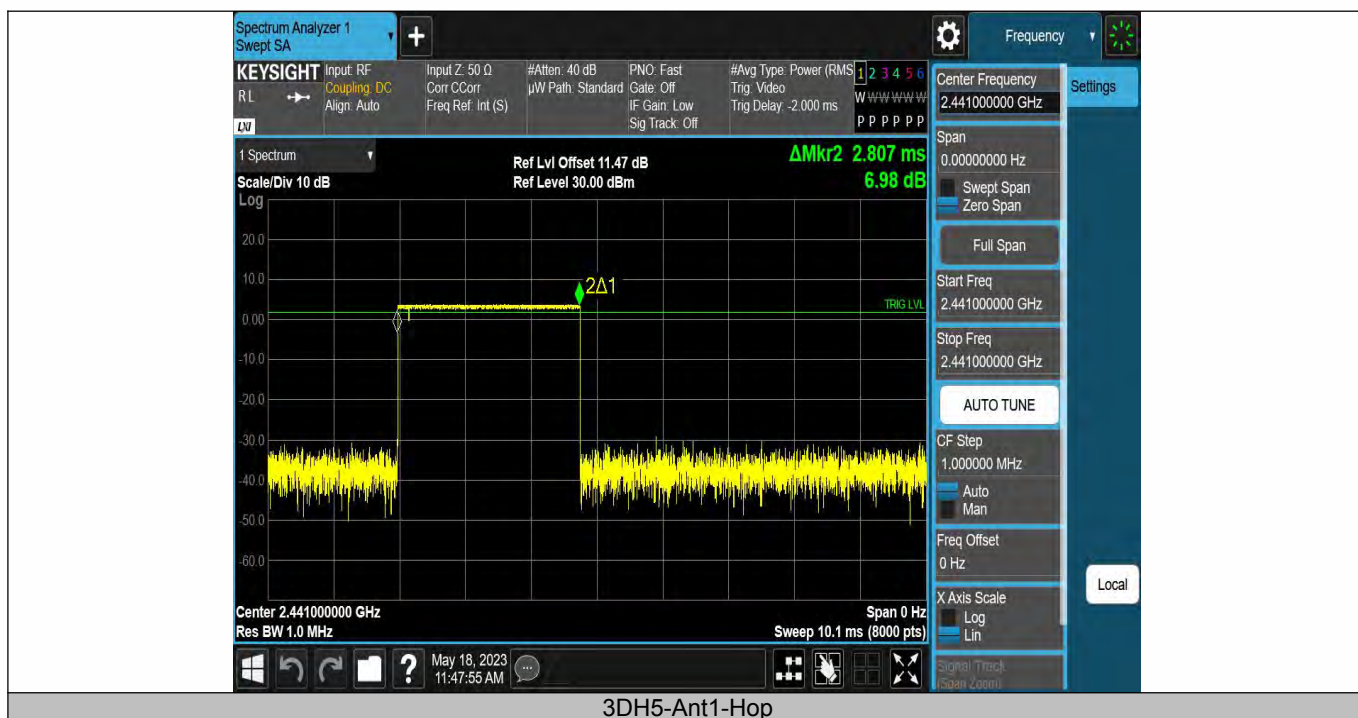 Spectrum Analyzer 1
Swept SA
+
Frequency
KEYSIGHT
R L
LXI
Input: RF
Coupling: DC
Align: Auto
Input Z: 50 Ω
Corr CCorr
Freq Ref: Int (S)
#Atten: 40 dB
µW Path: Standard
PNO: Fast
Gate: Off
IF Gain: Low
Sig Track: Off
#Avg Type: Power (RMS
Trig: Video
Trig Delay: -2.000 ms
1 2 3 4 5 6
W W W W W W
P P P P P P
1 Spectrum
Scale/Div 10 dB
Log
Ref Lvl Offset 11.47 dB
Ref Level 30.00 dBm
ΔMkr2 2.807 ms
6.98 dB
20.0
10.0
0.00
-10.0
-20.0
-30.0
-40.0
-50.0
-60.0
2Δ1
TRIG LVL
Center 2.441000000 GHz
Res BW 1.0 MHz
Span 0 Hz
Sweep 10.1 ms (8000 pts)
Center Frequency
2.441000000 GHz
Settings
Span
0.00000000 Hz
Swept Span
Zero Span
Full Span
Start Freq
2.441000000 GHz
Stop Freq
2.441000000 GHz
AUTO TUNE
CF Step
1.000000 MHz
Auto
Man
Freq Offset
0 Hz
X Axis Scale
Log
Lin
Signal Track
(Span Zoom)
Local
?
May 18, 2023
11:47:55 AM
3DH5-Ant1-Hop